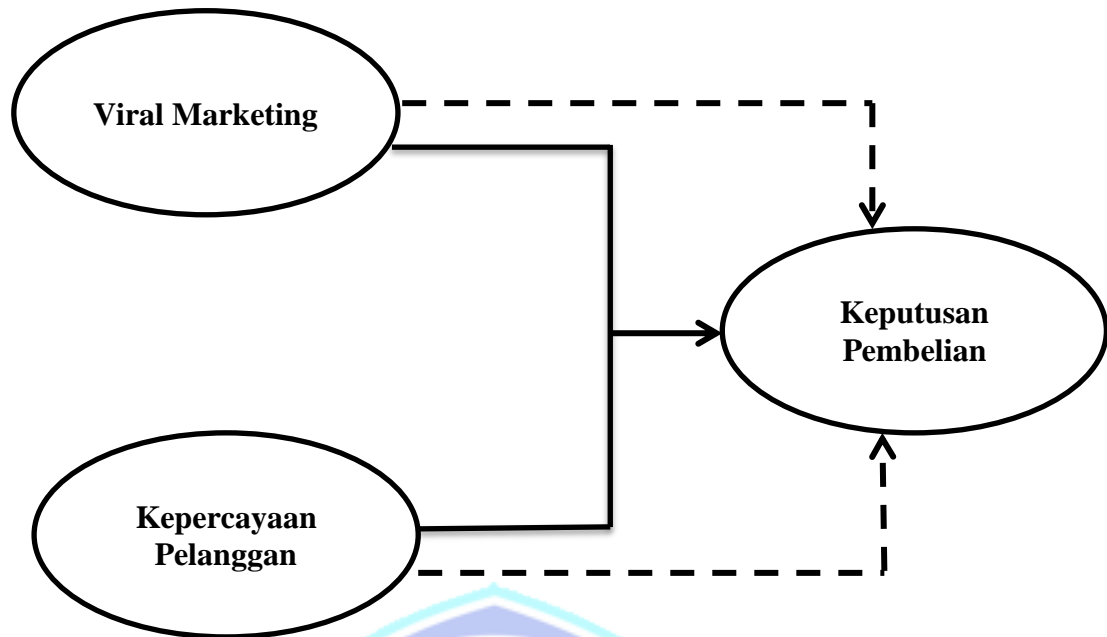 Viral Marketing
Keputusan
Pembelian
Kepercayaan
Pelanggan